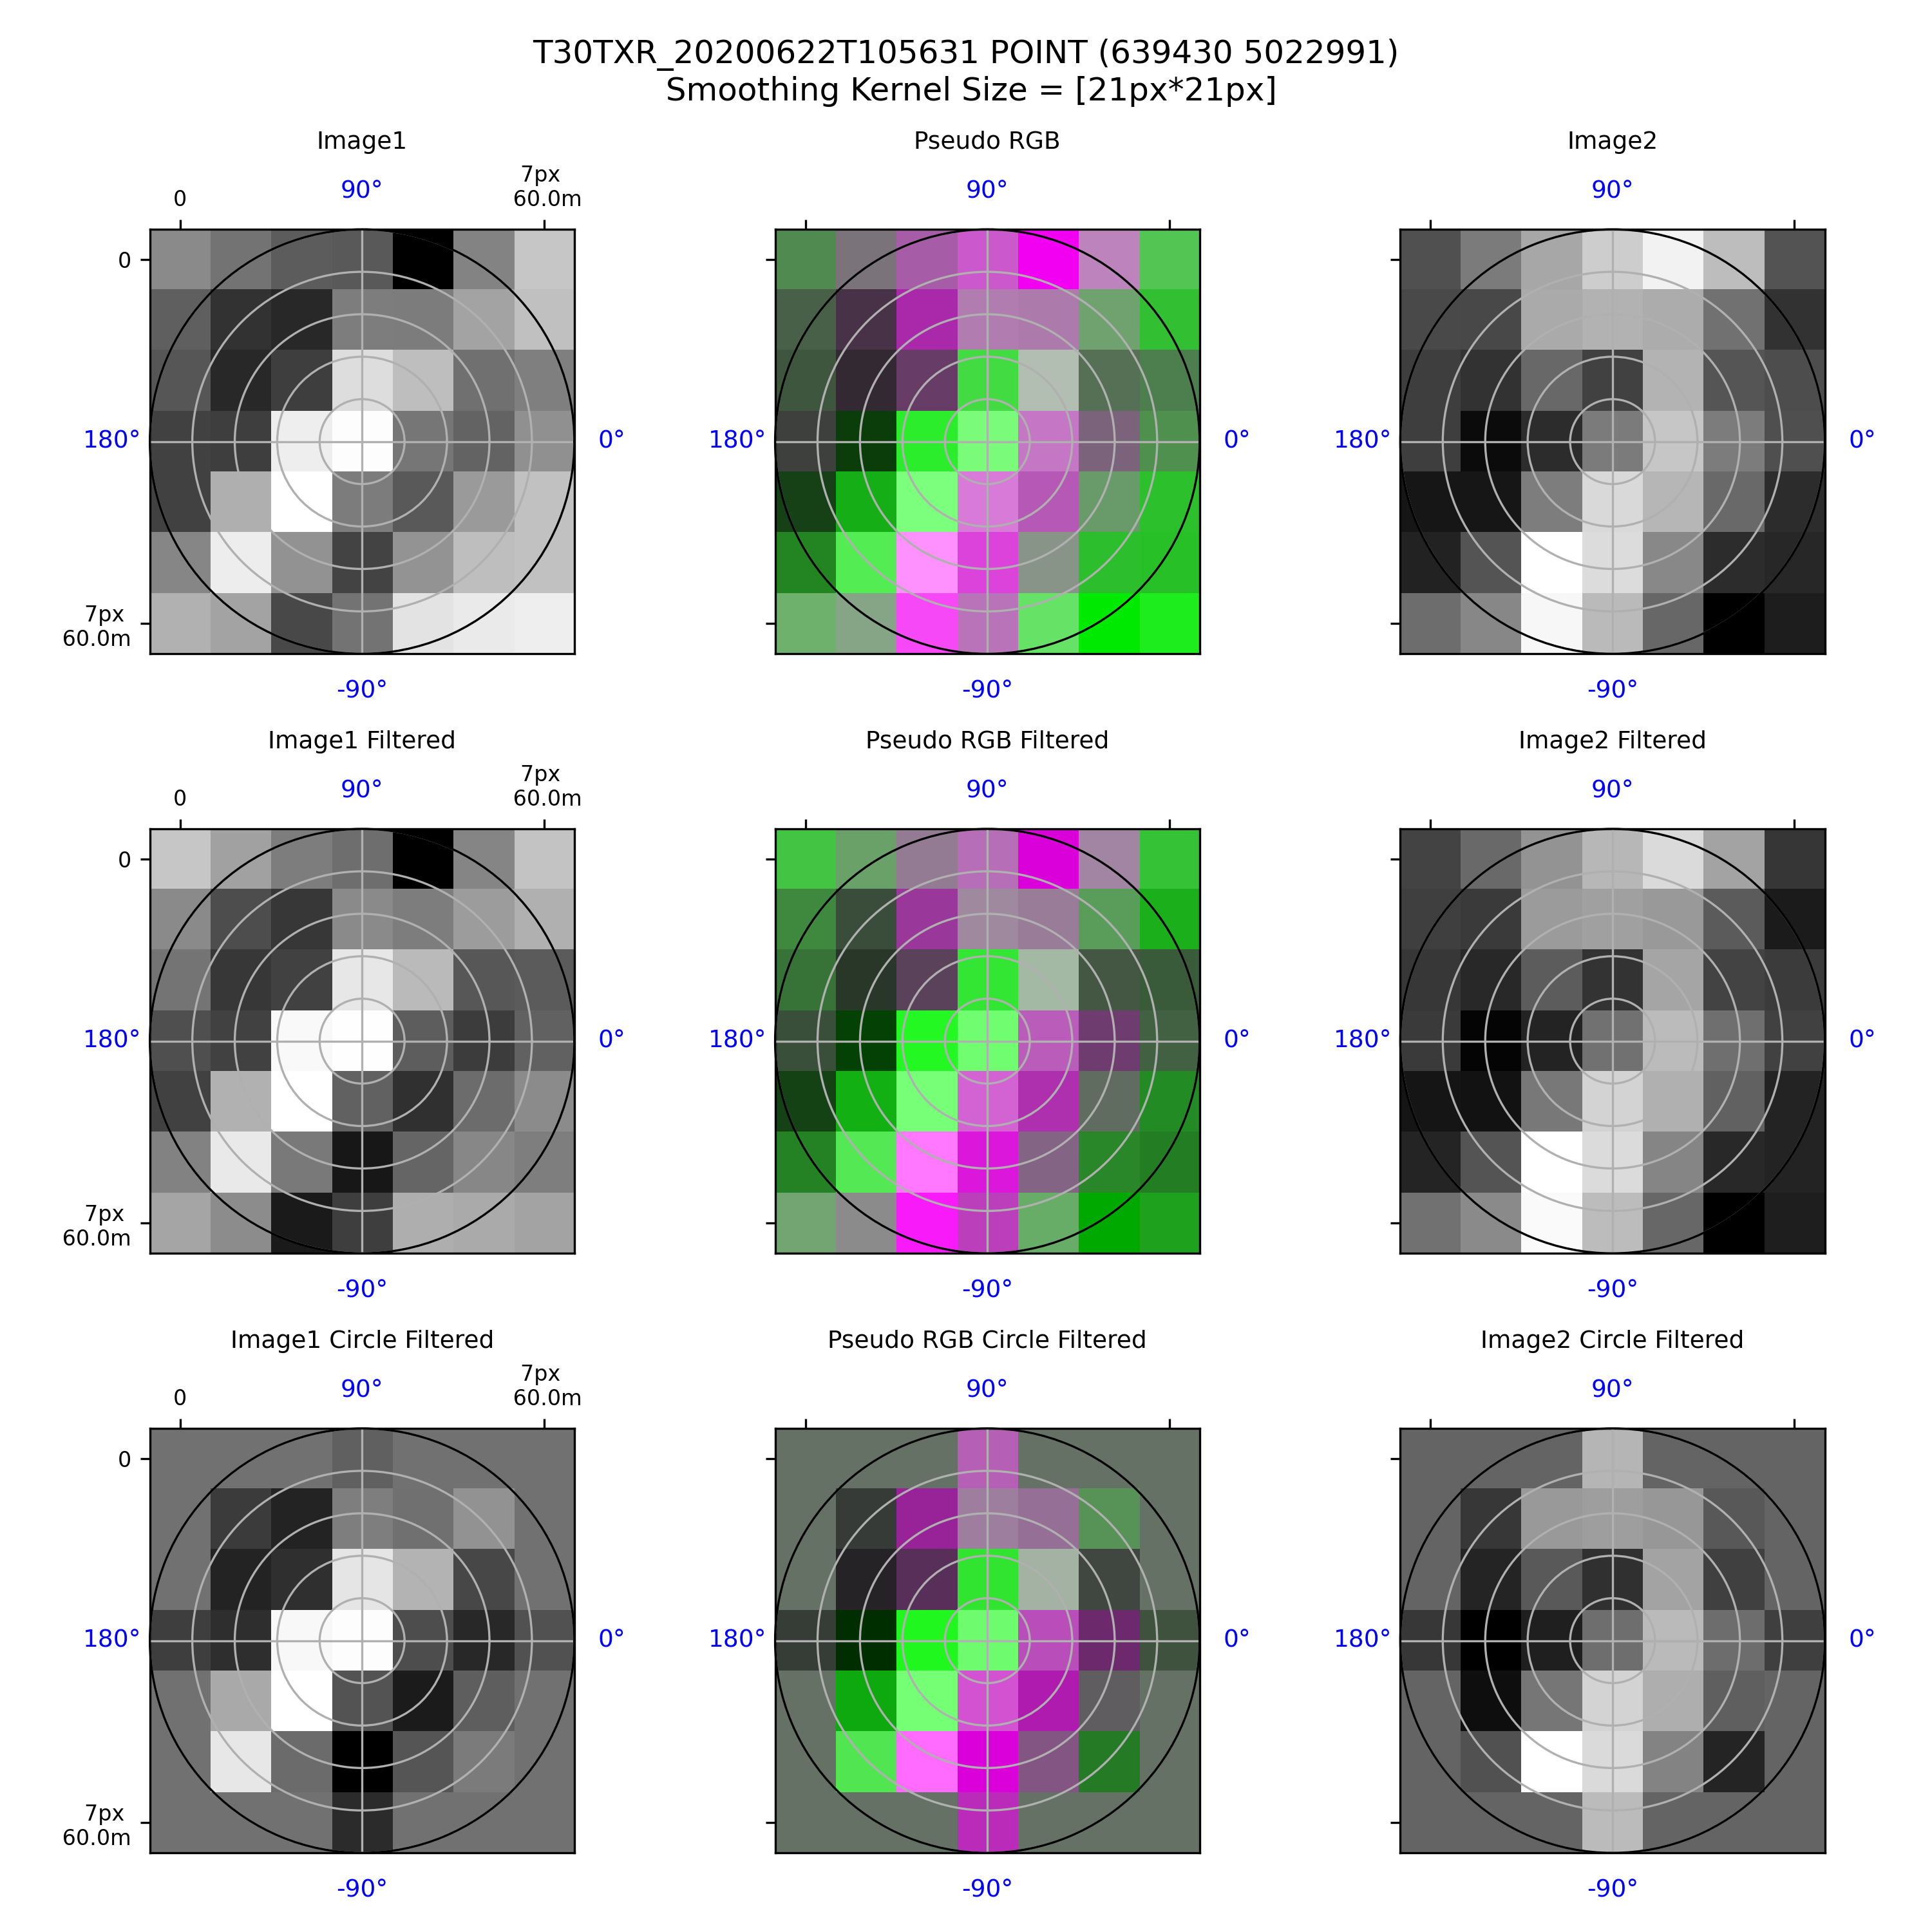 T30TXR_20200622T105631 POINT (639430 5022991)
Smoothing Kernel Size = [21px*21px]
Image1
Pseudo RGB
Image2
7px
0
90°
60.0m
90°
90°
0
180°
0°
180°
0°
180°
0°
7px
60.0m
-90°
-90°
-90°
Image1 Filtered
Pseudo RGB Filtered
Image2 Filtered
7px
0
90°
60.0m
90°
90°
0
180°
0°
180°
0°
180°
0°
7px
60.0m
-90°
-90°
-90°
Image1 Circle Filtered
Pseudo RGB Circle Filtered
Image2 Circle Filtered
7px
0
90°
60.0m
90°
90°
0
180°
0°
180°
0°
180°
0°
7px
60.0m
-90°
-90°
-90°